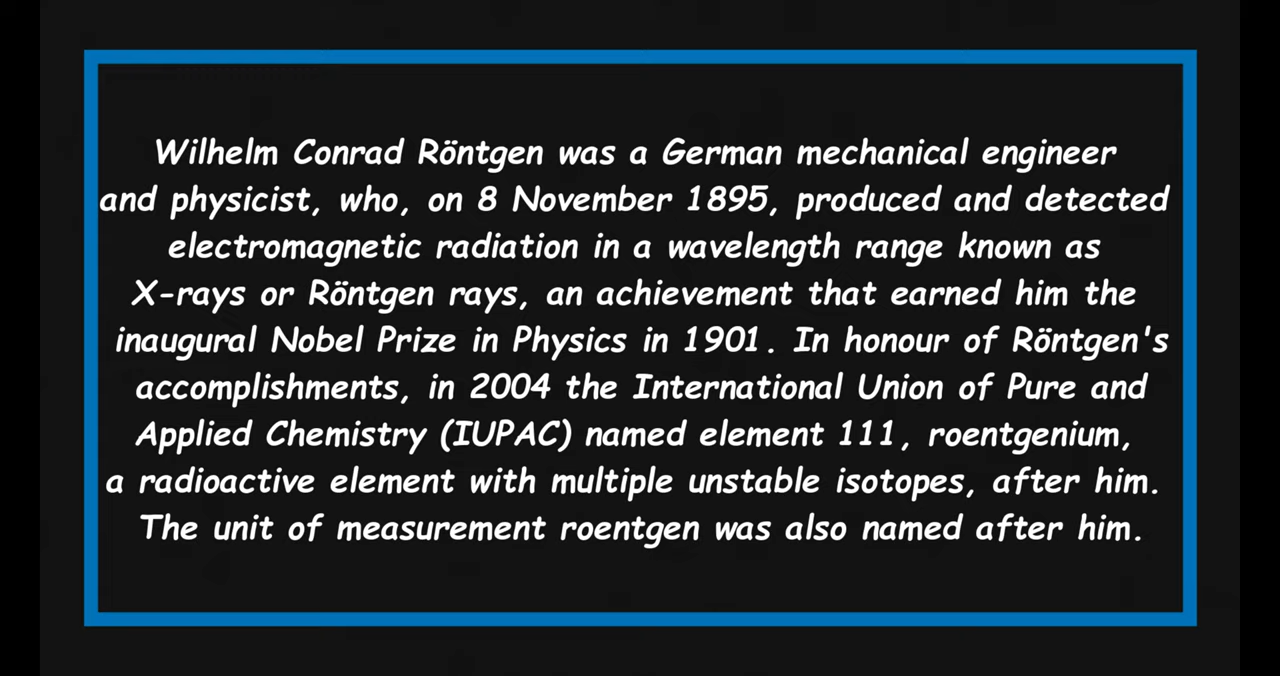 Wilhelm Conrad Röntgen was a German mechanical engineer
and physicist, who, on 8 November 1895, produced and detected
electromagnetic radiation in a wavelength range known as
X-rays or Röntgen rays, an achievement that earned him the
inaugural Nobel Prize in Physics in 1901. In honour of Röntgen's
accomplishments, in 2004 the International Union of Pure and
Applied Chemistry (IUPAC) named element 111, roentgenium,
a radioactive element with multiple unstable isotopes, after him.
The unit of measurement roentgen was also named after him.